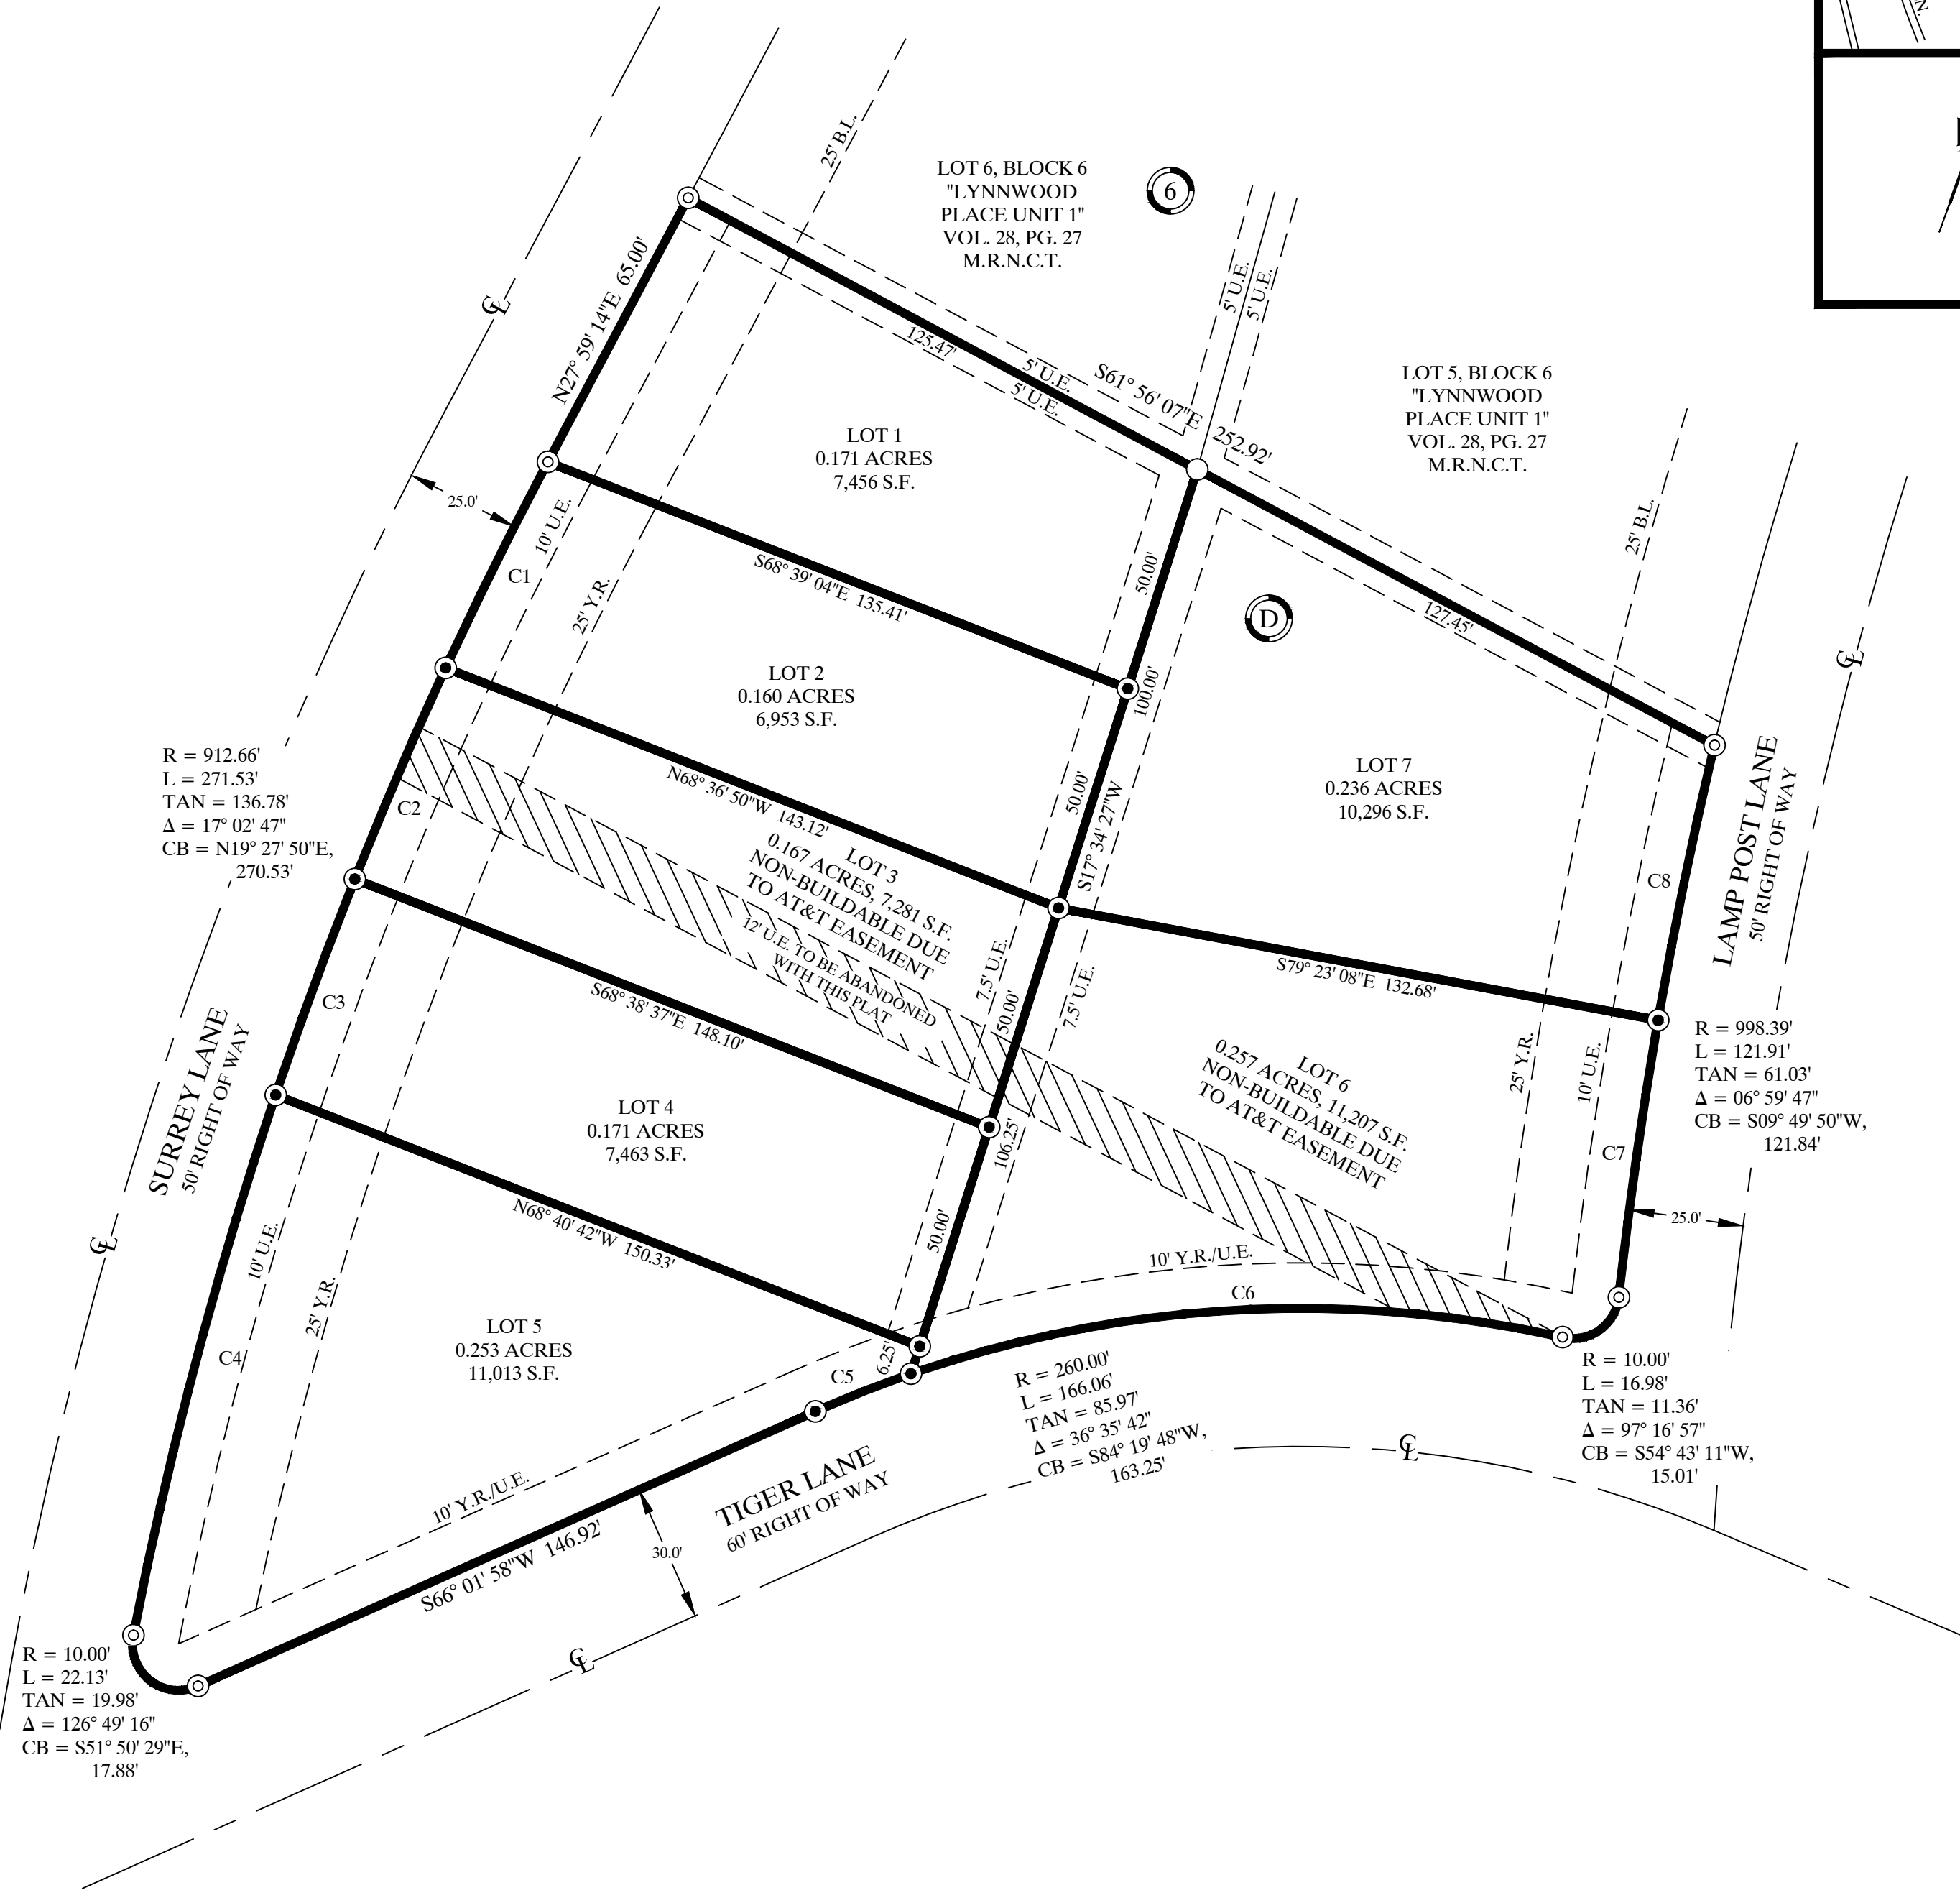 N.
25' B.L.
LOT 6, BLOCK 6
"LYNNWOOD
PLACE UNIT 1"
VOL. 28, PG. 27
M.R.N.C.T.
6
5' U.E.
5' U.E.
N27° 59' 14"E 65.00'
℄
125.47'
5' U.E.
5' U.E.
S61° 56' 07"E 252.92'
LOT 5, BLOCK 6
"LYNNWOOD
PLACE UNIT 1"
VOL. 28, PG. 27
M.R.N.C.T.
25' B.L.
LOT 1
0.171 ACRES
7,456 S.F.
25.0'
10' U.E.
C1
25' Y.R.
S68° 39' 04"E 135.41'
50.00'
D
127.45'
℄
LOT 2
0.160 ACRES
6,953 S.F.
100.00'
50.00'
S17° 34' 27"W
LOT 7
0.236 ACRES
10,296 S.F.
LAMP POST LANE
50' RIGHT OF WAY
C8
R = 912.66'
L = 271.53'
TAN = 136.78'
Δ = 17° 02' 47"
CB = N19° 27' 50"E,
270.53'
C2
N68° 36' 50"W 143.12'
LOT 3
0.167 ACRES, 7,281 S.F.
NON-BUILDABLE DUE
TO AT&T EASEMENT
12' U.E. TO BE ABANDONED
WITH THIS PLAT
7.5' U.E.
7.5' U.E.
50.00'
S79° 23' 08"E 132.68'
C3
S68° 38' 37"E 148.10'
SURREY LANE
50' RIGHT OF WAY
LOT 6
0.257 ACRES, 11,207 S.F.
NON-BUILDABLE DUE
TO AT&T EASEMENT
25' Y.R.
10' U.E.
R = 998.39'
L = 121.91'
TAN = 61.03'
Δ = 06° 59' 47"
CB = S09° 49' 50"W,
121.84'
C7
LOT 4
0.171 ACRES
7,463 S.F.
106.25'
25.0'
℄
10' U.E.
N68° 40' 42"W 150.33'
50.00'
10' Y.R./U.E.
C6
25' Y.R.
LOT 5
0.253 ACRES
11,013 S.F.
C4
6.25'
C5
R = 260.00'
L = 166.06'
TAN = 85.97'
Δ = 36° 35' 42"
CB = S84° 19' 48"W,
163.25'
℄
R = 10.00'
L = 16.98'
TAN = 11.36'
Δ = 97° 16' 57"
CB = S54° 43' 11"W,
15.01'
10' Y.R./U.E.
TIGER LANE
60' RIGHT OF WAY
S66° 01' 58"W 146.92'
30.0'
℄
R = 10.00'
L = 22.13'
TAN = 19.98'
Δ = 126° 49' 16"
CB = S51° 50' 29"E,
17.88'